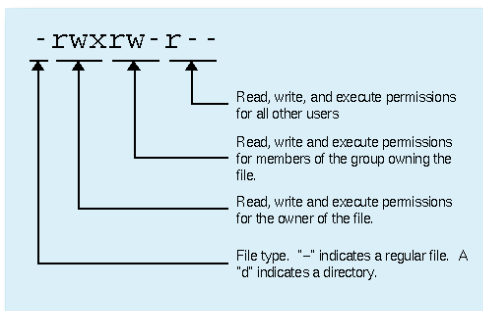 -rwxrw-r--
Read, write, and execute permissions
for all other users
Read, write and execute permissions
for members of the group owning the
file.
Read, write and execute permissions
for the owner of the file.
File type. "-" indicates a regular file. A
"d" indicates a directory.